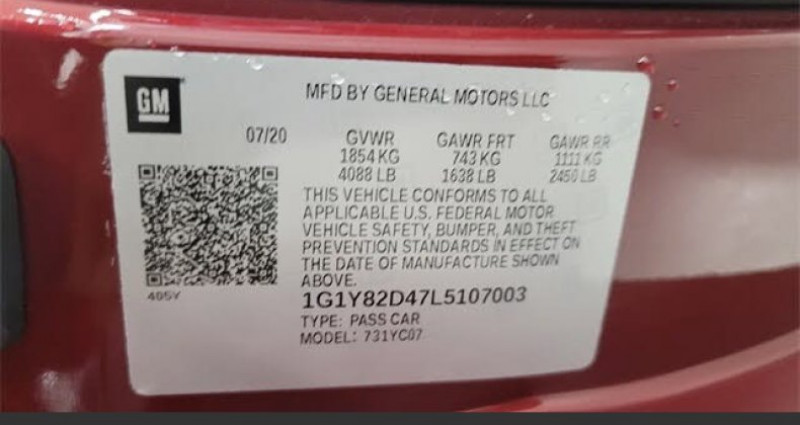 GM
MFD BY GENERAL MOTORS LLC
07/20 GVWR GAWR FRT GAWR RR
1854 KG 743 KG 1111 KG
4088 LB 1638 LB 2450 LB
THIS VEHICLE CONFORMS TO ALL
APPLICABLE U.S. FEDERAL MOTOR
VEHICLE SAFETY, BUMPER, AND THEFT
PREVENTION STANDARDS IN EFFECT ON
THE DATE OF MANUFACTURE SHOWN
ABOVE.
405Y
1G1Y82D47L5107003
TYPE: PASS CAR
MODEL: 731YC07